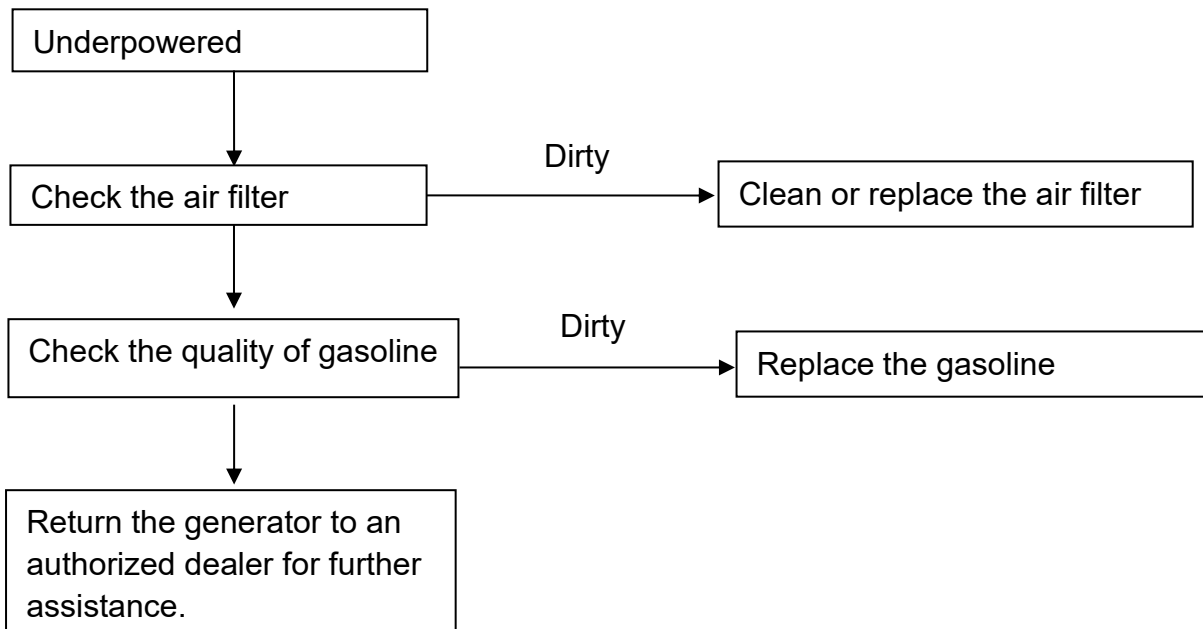 Underpowered
Dirty
Check the air filter
Clean or replace the air filter
Dirty
Check the quality of gasoline
Replace the gasoline
Return the generator to an
authorized dealer for further
assistance.